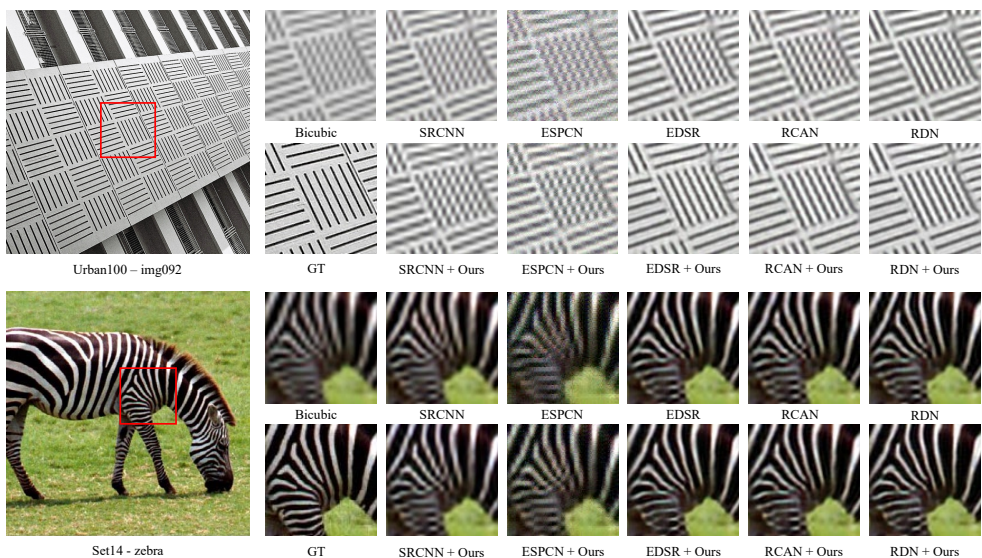 Bicubic SRCNN ESPCN EDSR RCAN RDN
Urban100 – img092 GT SRCNN + Ours ESPCN + Ours EDSR + Ours RCAN + Ours RDN + Ours
Bicubic SRCNN ESPCN EDSR RCAN RDN
Set14 - zebra GT SRCNN + Ours ESPCN + Ours EDSR + Ours RCAN + Ours RDN + Ours